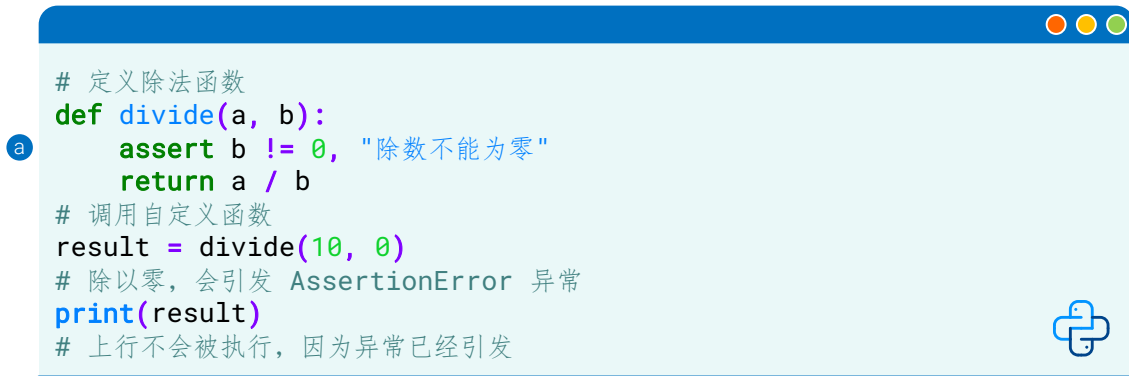 # 定义除法函数
def divide(a, b):
a
    assert b != 0, "除数不能为零"
    return a / b
# 调用自定义函数
result = divide(10, 0)
# 除以零，会引发 AssertionError 异常
print(result)
# 上行不会被执行，因为异常已经引发